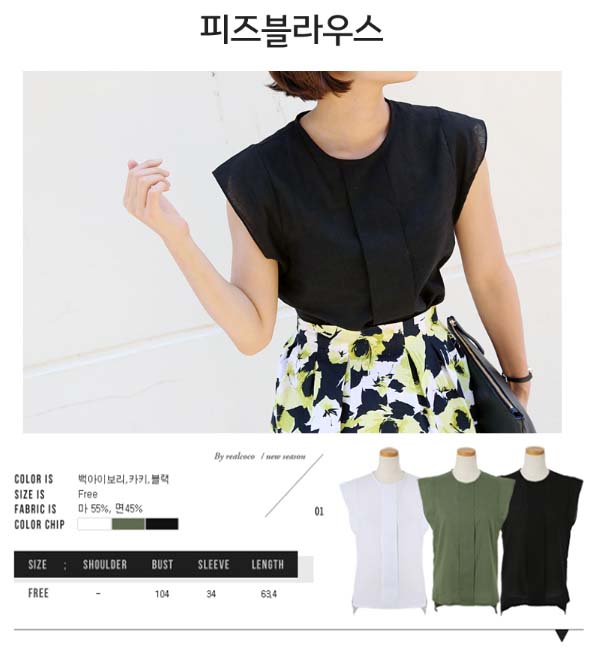 피즈블라우스
By realcoco / new season
COLOR IS 백아이보리,카키,블랙
SIZE IS Free
FABRIC IS 마 55%, 면45%
COLOR CHIP
01
SIZE ; SHOULDER BUST SLEEVE LENGTH
FREE - 104 34 63,4